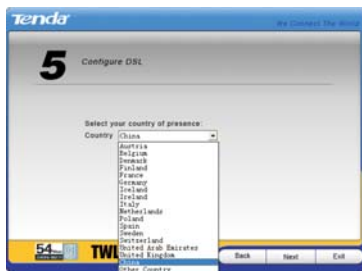 Tenda
We Connect The World
5
Configure DSL
Select your country of presence:
Country China
Austria
Belgium
Denmark
Finland
France
Germany
Iceland
Ireland
Italy
Netherlands
Poland
Spain
Sweden
Switzerland
United Arab Emirates
United Kingdom
China
Other Country
54
TWL
Back
Next
Exit